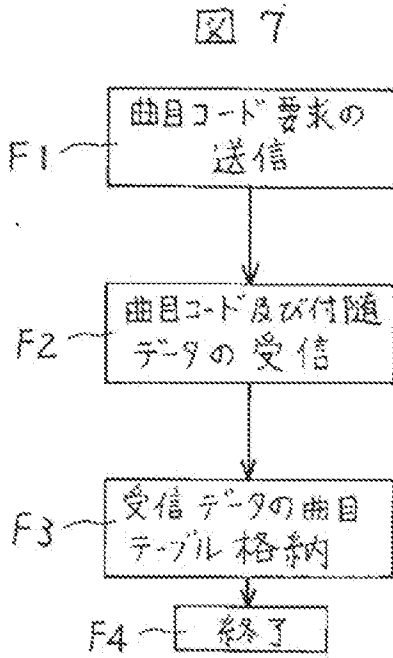 図 7
F1
曲目コード要求の
送信
F2
曲目コード及び付随
データの受信
F3
受信データの曲目
テーブル格納
F4
終了